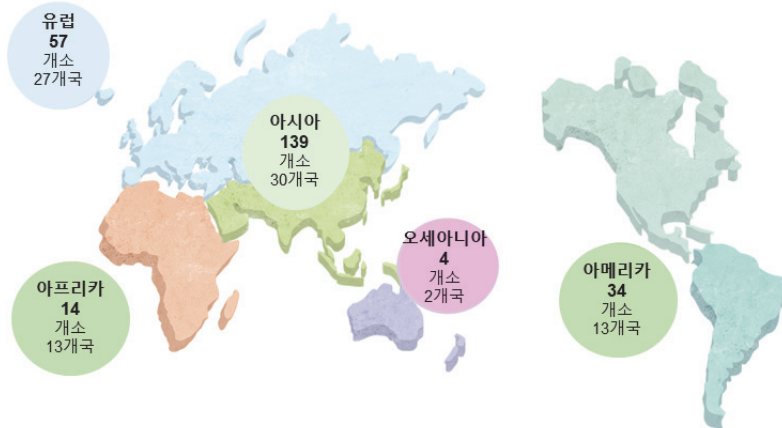 유럽
57
개소
27개국
아시아
139
개소
30개국
오세아니아
4
개소
2개국
아프리카
14
개소
13개국
아메리카
34
개소
13개국